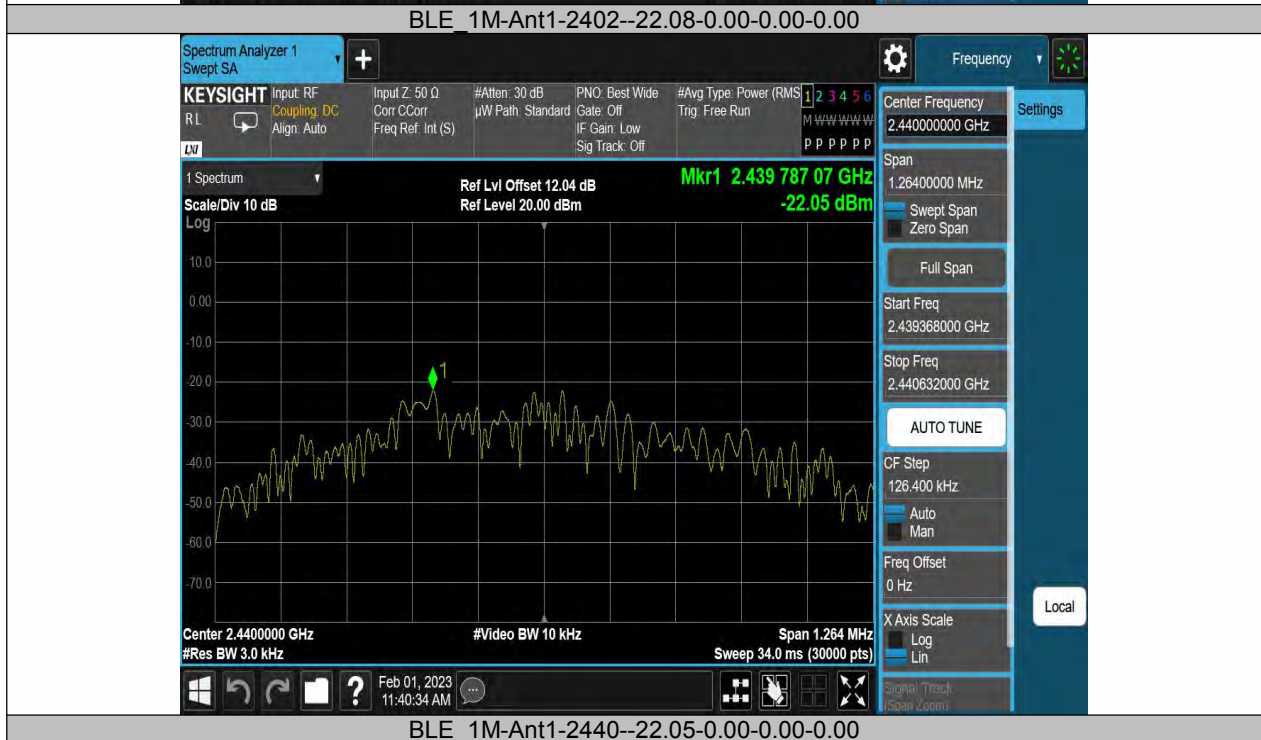 BLE_1M-Ant1-2402--22.08-0.00-0.00-0.00
Spectrum Analyzer 1
Swept SA
+
Frequency
KEYSIGHT
R L
LXI
Input: RF
Coupling: DC
Align: Auto
Input Z: 50 Ω
Corr CCorr
Freq Ref: Int (S)
#Atten: 30 dB
µW Path: Standard
PNO: Best Wide
Gate: Off
IF Gain: Low
Sig Track: Off
#Avg Type: Power (RMS
Trig: Free Run
1 2 3 4 5 6
M W W W W W
P P P P P P
1 Spectrum
Scale/Div 10 dB
Log
Ref Lvl Offset 12.04 dB
Ref Level 20.00 dBm
Mkr1 2.439 787 07 GHz
-22.05 dBm
10.0
0.00
-10.0
-20.0
-30.0
-40.0
-50.0
-60.0
-70.0
1
Center 2.4400000 GHz
#Res BW 3.0 kHz
#Video BW 10 kHz
Span 1.264 MHz
Sweep 34.0 ms (30000 pts)
Center Frequency
2.440000000 GHz
Span
1.26400000 MHz
Swept Span
Zero Span
Full Span
Start Freq
2.439368000 GHz
Stop Freq
2.440632000 GHz
AUTO TUNE
CF Step
126.400 kHz
Auto
Man
Freq Offset
0 Hz
X Axis Scale
Log
Lin
Signal Track
(Span Zoom)
Settings
Local
?
Feb 01, 2023
11:40:34 AM
BLE_1M-Ant1-2440--22.05-0.00-0.00-0.00